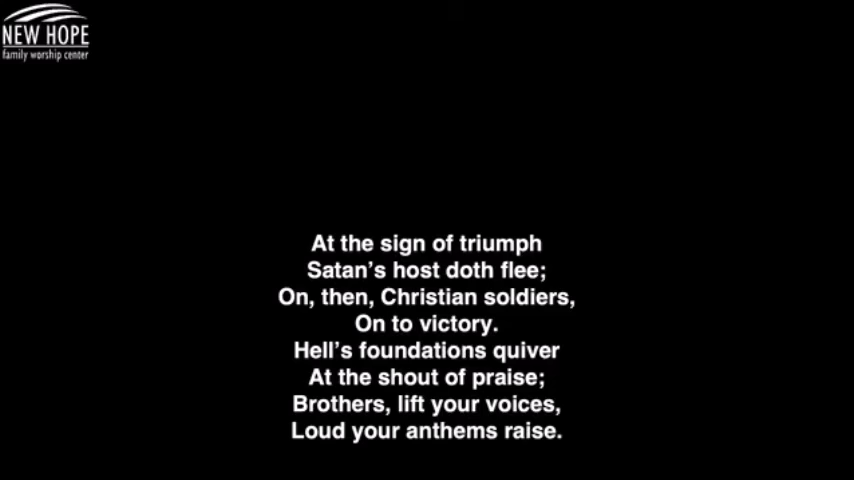 NEW HOPE
family worship center
At the sign of triumph
Satan's host doth flee;
On, then, Christian soldiers,
On to victory.
Hell's foundations quiver
At the shout of praise;
Brothers, lift your voices,
Loud your anthems raise.